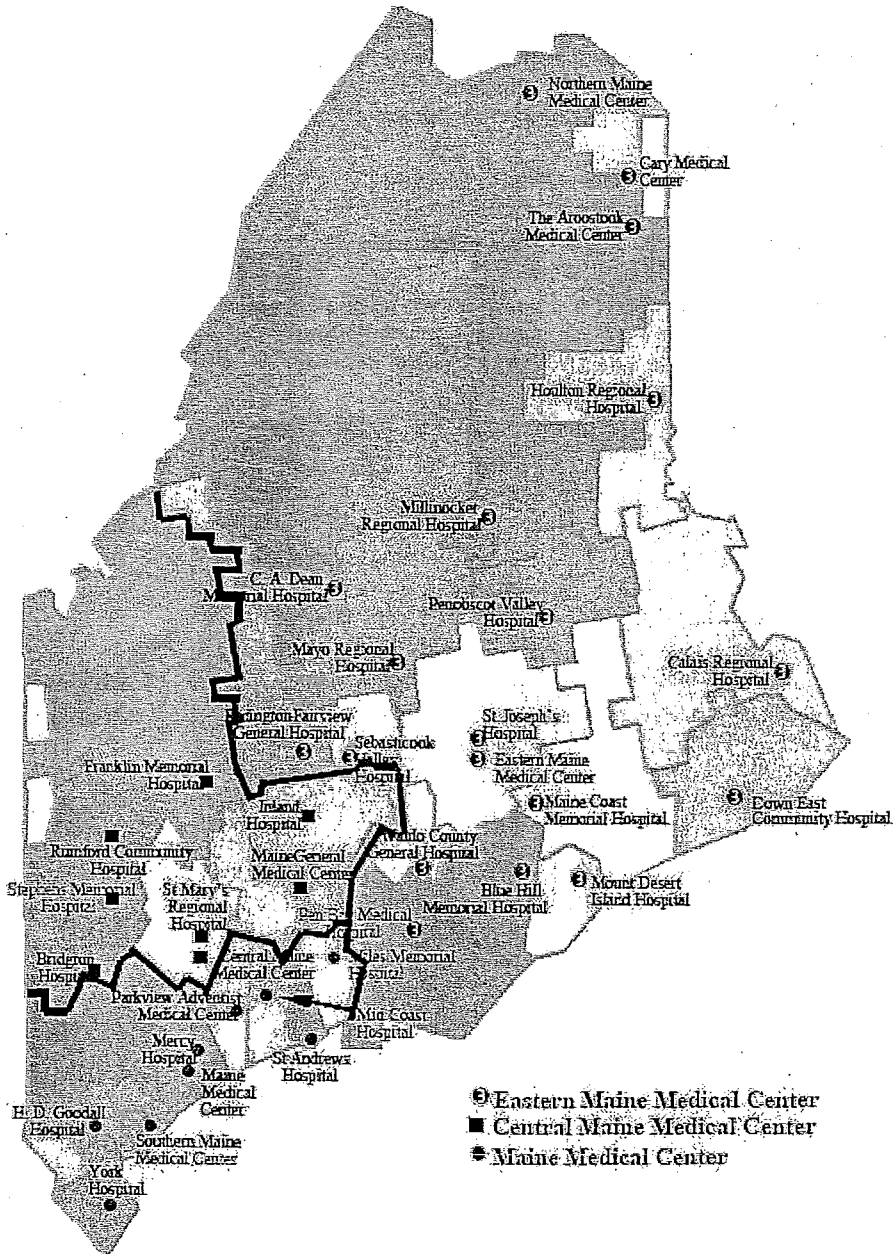 Northern Maine
Medical Center
Cary Medical
Center
The Aroostook
Medical Center
Houlton Regional
Hospital
Millinocket
Regional Hospital
C. A. Dean
Hospital
Penobscot Valley
Hospital
Mayo Regional
Hospital
Calais Regional
Hospital
Fairview
General Hospital
St Joseph's
Hospital
Sebasticook
Valley
Hospital
Eastern Maine
Medical Center
Franklin Memorial
Hospital
Inland
Hospital
Maine Coast
Memorial Hospital
Down East
Community Hospital
Rumford Community
Hospital
Waldo County
General Hospital
MaineGeneral
Medical Center
Stephens Memorial
Hospital
St Mary's
Regional
Hospital
Blue Hill
Memorial Hospital
Mount Desert
Island Hospital
Pen Medical
Bridgton
Hospital
Central Maine
Medical Center
Miles Memorial
Hospital
Parkview Adventist
Medical Center
Mid Coast
Hospital
Mercy
Hospital
St Andrews
Hospital
Maine
Medical
Center
H. D. Goodall
Hospital
Southern Maine
Medical Center
York
Hospital
Eastern Maine Medical Center
Central Maine Medical Center
Maine Medical Center